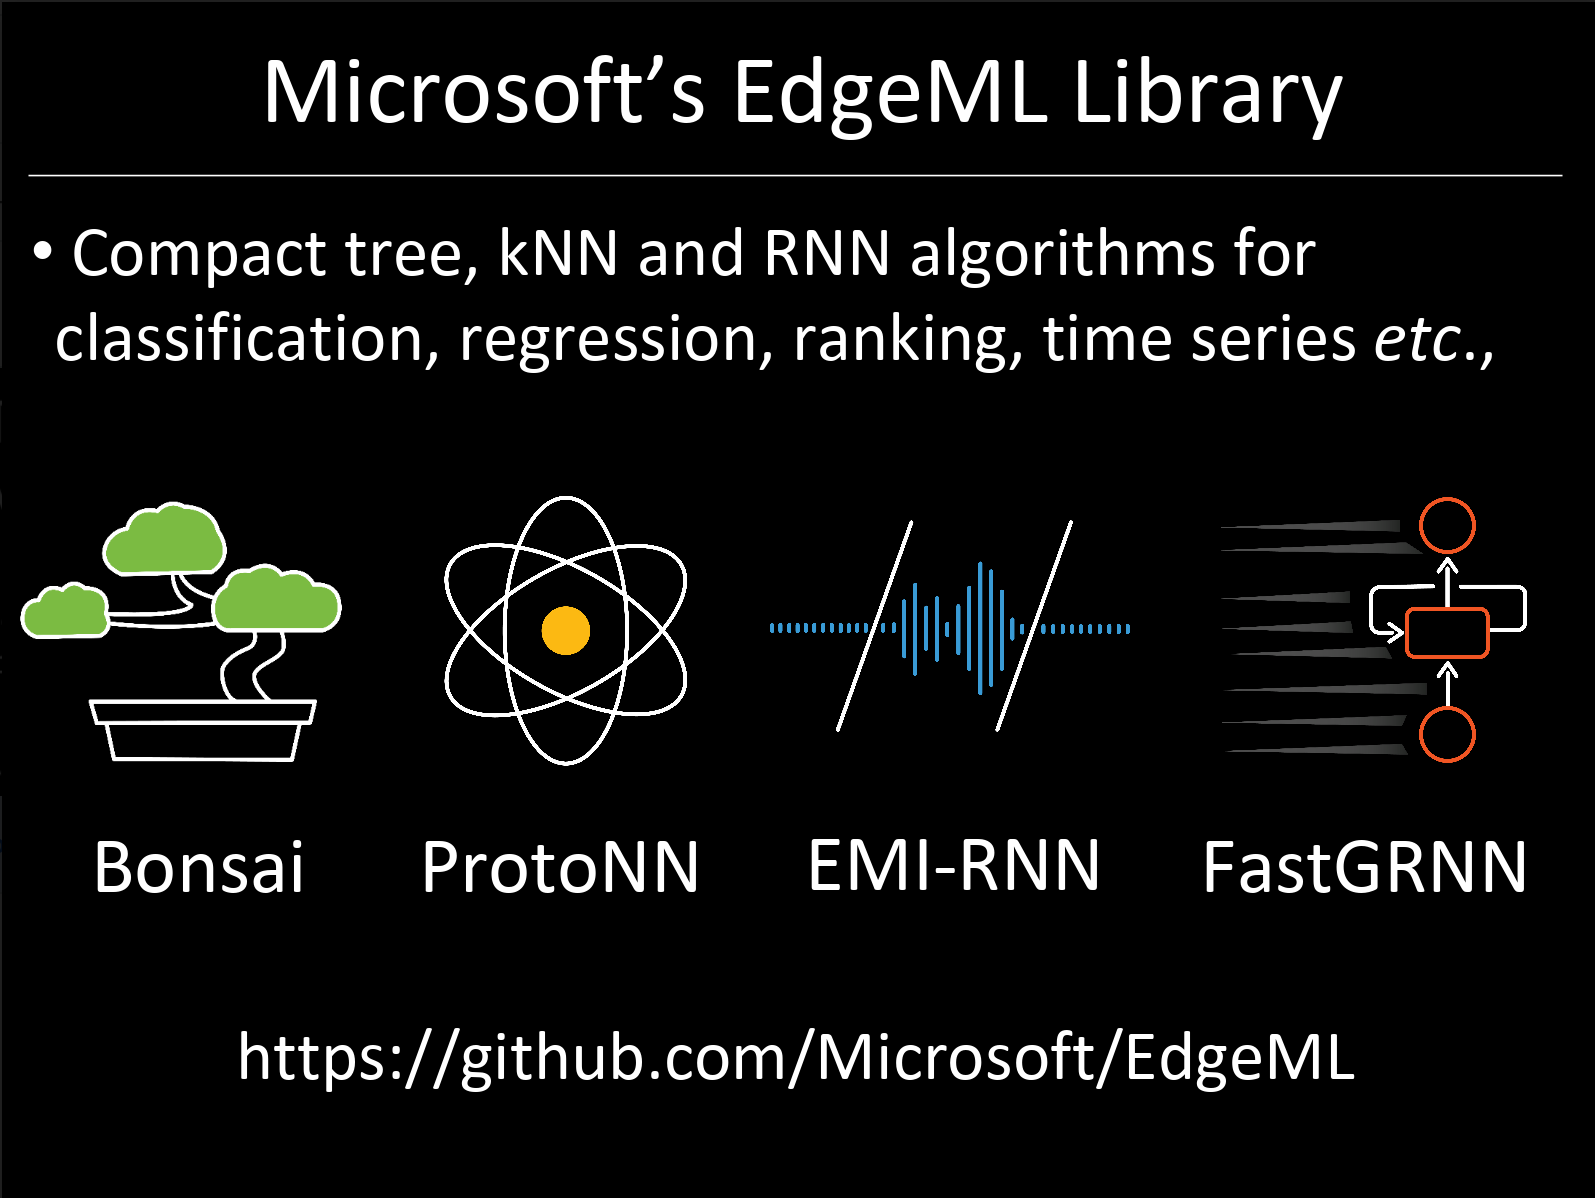 Microsoft’s EdgeML Library
• Compact tree, kNN and RNN algorithms for
classification, regression, ranking, time series etc.,
Bonsai ProtoNN EMI-RNN FastGRNN
https://github.com/Microsoft/EdgeML